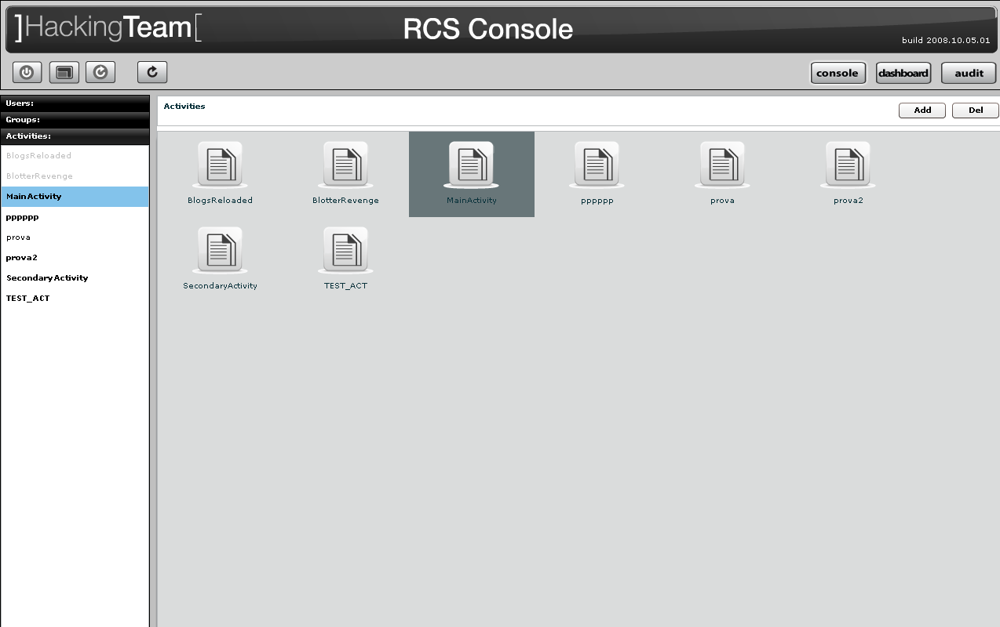 ]HackingTeam[
RCS Console
build 2008.10.05.01
console dashboard audit
Users:
Groups:
Activities:
BlogsReloaded
BlotterRevenge
MainActivity
pppppp
prova
prova2
SecondaryActivity
TEST_ACT
Activities
Add Del
BlogsReloaded BlotterRevenge MainActivity pppppp prova prova2
SecondaryActivity TEST_ACT